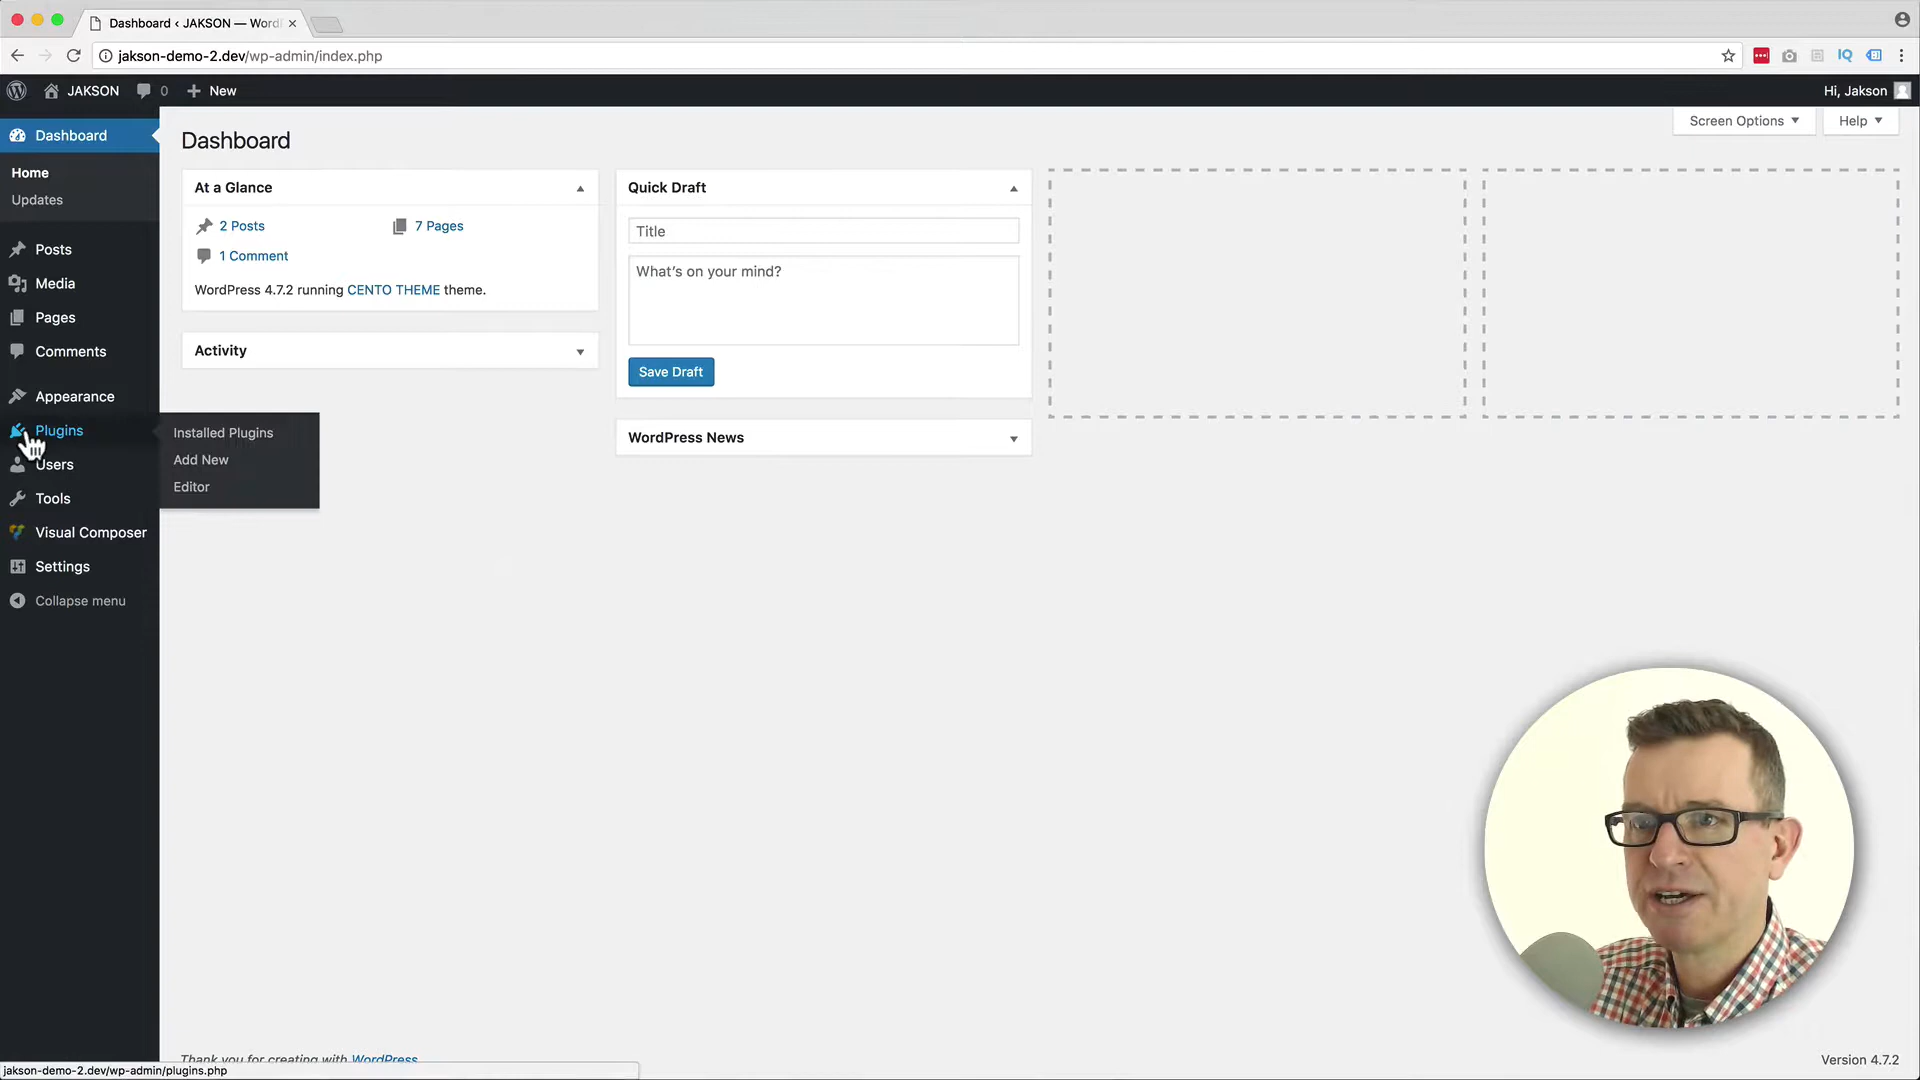 Dashboard ‹ JAKSON — Word
jakson-demo-2.dev/wp-admin/index.php
JAKSON 0 New
Hi, Jakson
Dashboard
Home
Updates
Posts
Media
Pages
Comments
Appearance
Plugins
Users
Tools
Visual Composer
Settings
Collapse menu
Installed Plugins
Add New
Editor
Dashboard
Screen Options
Help
At a Glance
2 Posts
7 Pages
1 Comment
WordPress 4.7.2 running CENTO THEME theme.
Activity
Quick Draft
Title
What's on your mind?
Save Draft
WordPress News
Thank you for creating with WordPress
Version 4.7.2
jakson-demo-2.dev/wp-admin/plugins.php